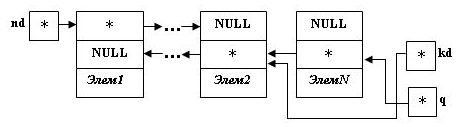 nd * * ... NULL NULL
NULL ... * * * kd
Элем1 Элем2 ЭлемN
* q